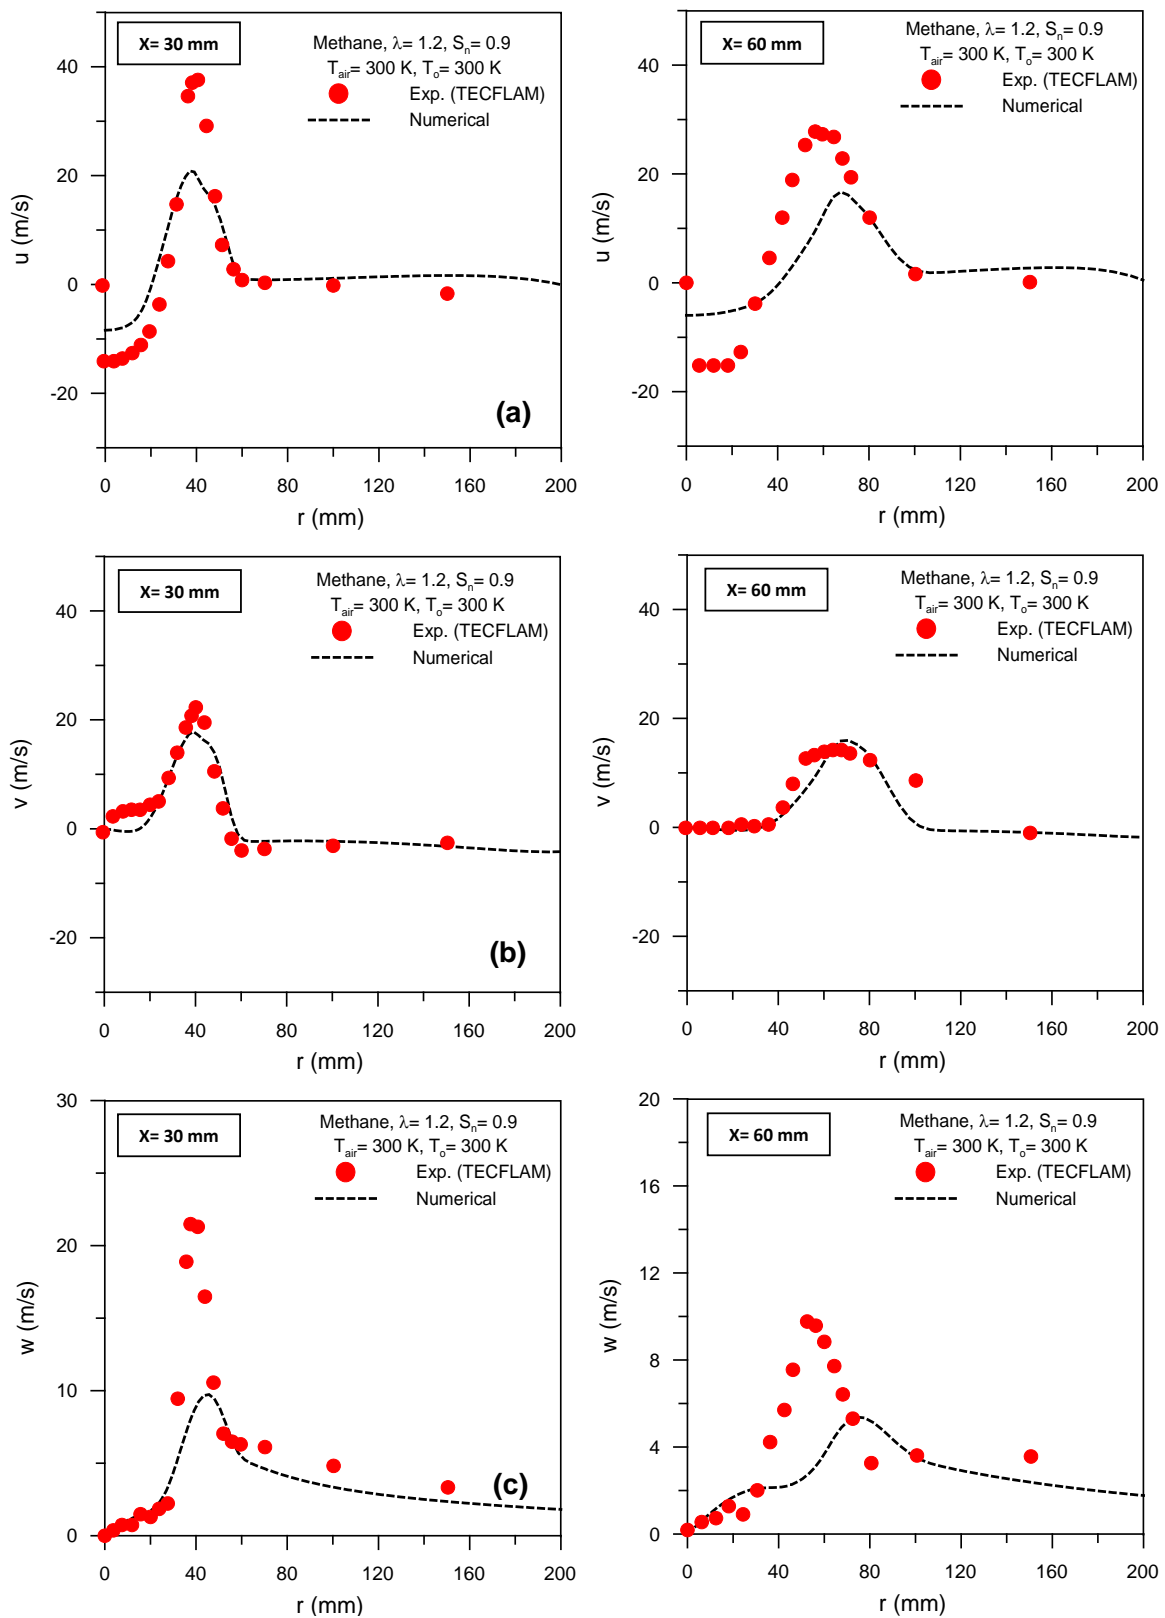 X= 30 mm
Methane, λ= 1.2, Sn= 0.9
Tair= 300 K, To= 300 K
Exp. (TECFLAM)
Numerical
40
20
0
-20
u (m/s)
(a)
0 40 80 120 160 200
r (mm)
X= 60 mm
Methane, λ= 1.2, Sn= 0.9
Tair= 300 K, To= 300 K
Exp. (TECFLAM)
Numerical
40
20
0
-20
u (m/s)
0 40 80 120 160 200
r (mm)
X= 30 mm
Methane, λ= 1.2, Sn= 0.9
Tair= 300 K, To= 300 K
Exp. (TECFLAM)
Numerical
40
20
0
-20
v (m/s)
(b)
0 40 80 120 160 200
r (mm)
X= 60 mm
Methane, λ= 1.2, Sn= 0.9
Tair= 300 K, To= 300 K
Exp. (TECFLAM)
Numerical
40
20
0
-20
v (m/s)
0 40 80 120 160 200
r (mm)
X= 30 mm
Methane, λ= 1.2, Sn= 0.9
Tair= 300 K, To= 300 K
Exp. (TECFLAM)
Numerical
30
20
10
0
w (m/s)
(c)
0 40 80 120 160 200
r (mm)
X= 60 mm
Methane, λ= 1.2, Sn= 0.9
Tair= 300 K, To= 300 K
Exp. (TECFLAM)
Numerical
20
16
12
8
4
0
w (m/s)
0 40 80 120 160 200
r (mm)